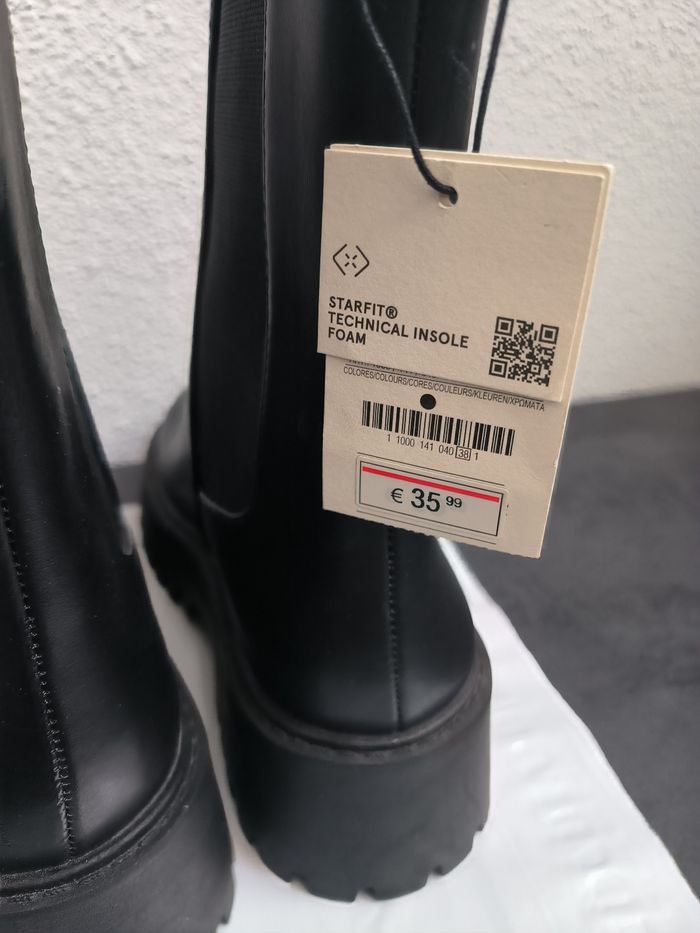 STARFIT®
TECHNICAL INSOLE
FOAM
COLORES/COLOURS/CORES/COULEURS/KLEUREN/ΧΡΩΜΑΤΑ
1 1000 141 040 38 1
€ 35 99